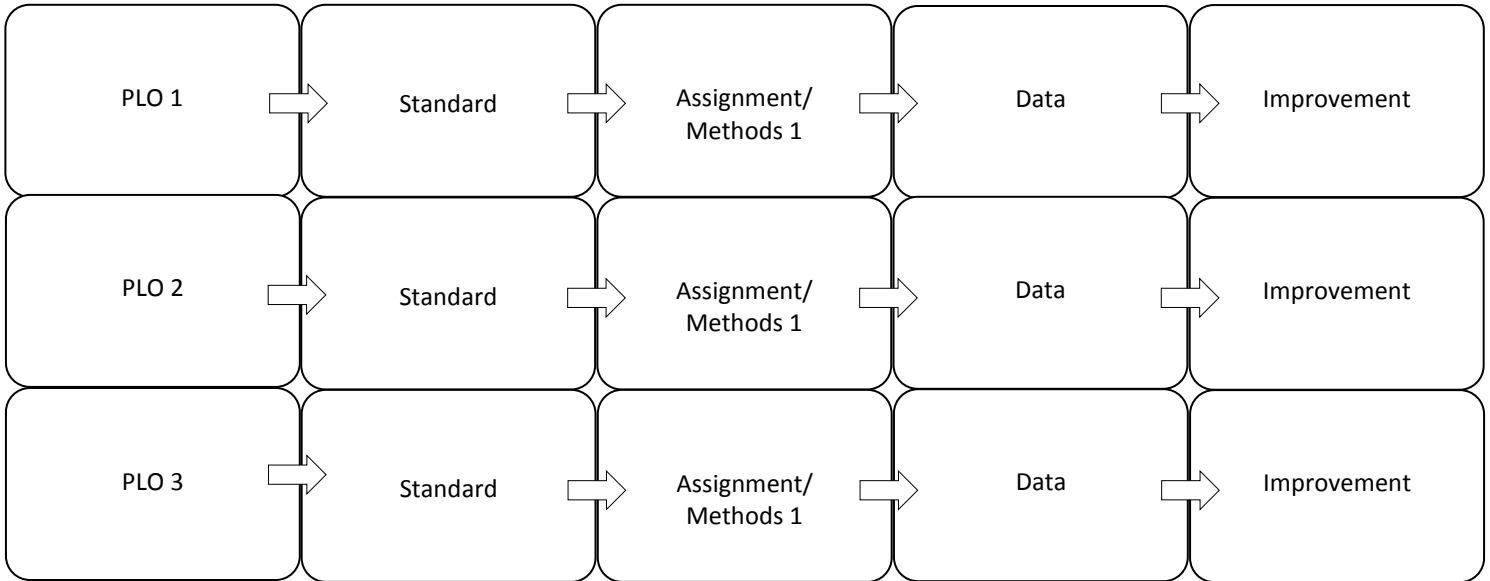 PLO 1
Standard
Assignment/
Methods 1
Data
Improvement
PLO 2
Standard
Assignment/
Methods 1
Data
Improvement
PLO 3
Standard
Assignment/
Methods 1
Data
Improvement